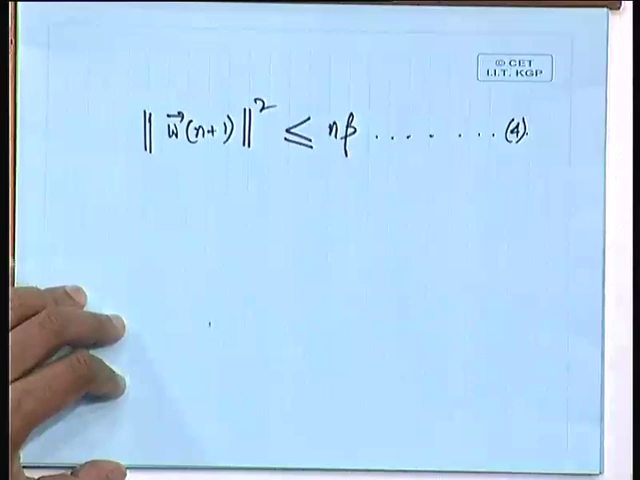 © CET
I.I.T. KGP
‖ w⃗(n+1) ‖² ≤ nβ ........ (4).